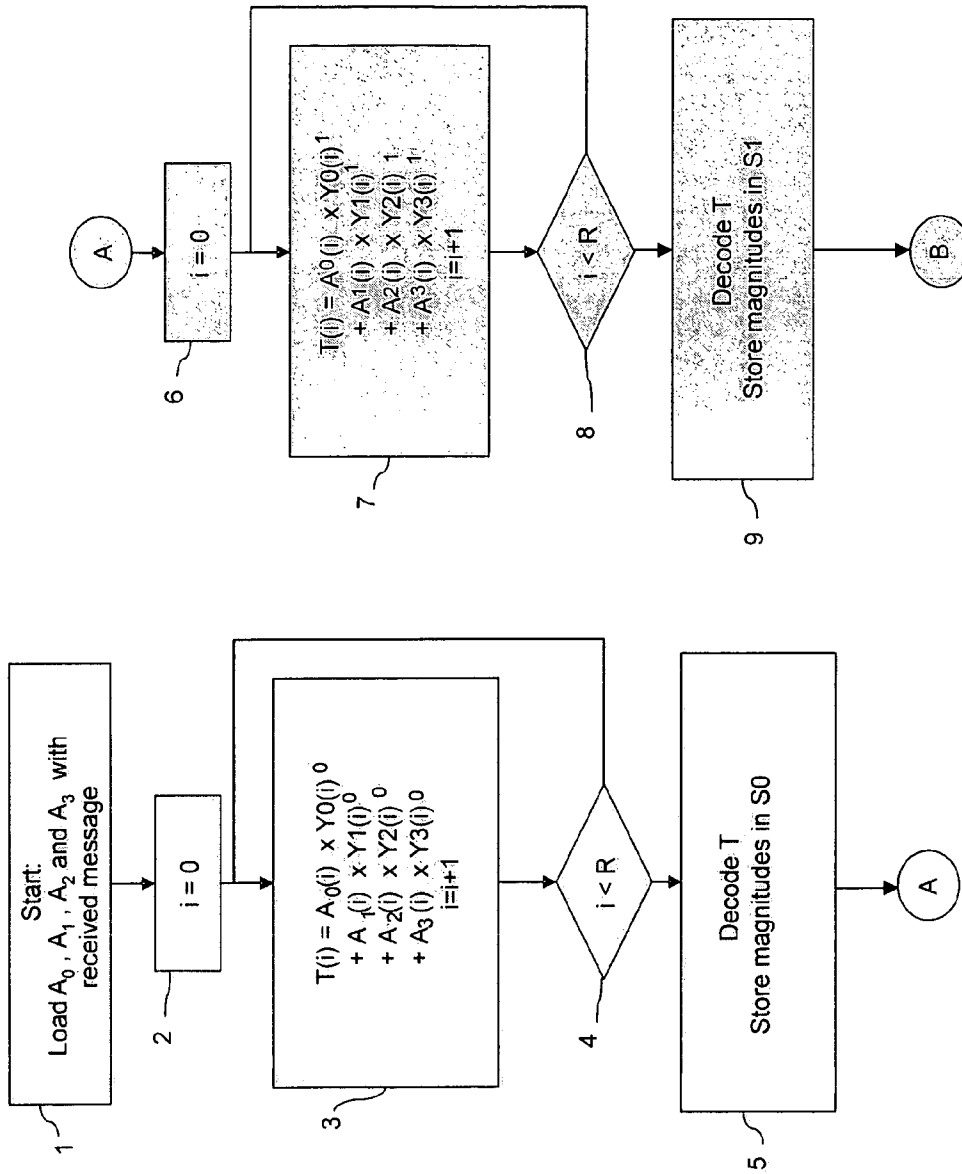 Start:
Load A₀, A₁, A₂ and A₃ with
received message
1
i = 0
2
T(i) = A₀(i) x Y0(i)⁰
+ A₁(i) x Y1(i)⁰
+ A₂(i) x Y2(i)⁰
+ A₃(i) x Y3(i)⁰
i=i+1
3
i < R
4
Decode T
Store magnitudes in S0
5
A
A
i = 0
6
T(i) = A⁰(i) x Y0(i)¹
+ A¹(i) x Y1(i)¹
+ A²(i) x Y2(i)¹
+ A³(i) x Y3(i)¹
i=i+1
7
i < R
8
Decode T
Store magnitudes in S1
9
B